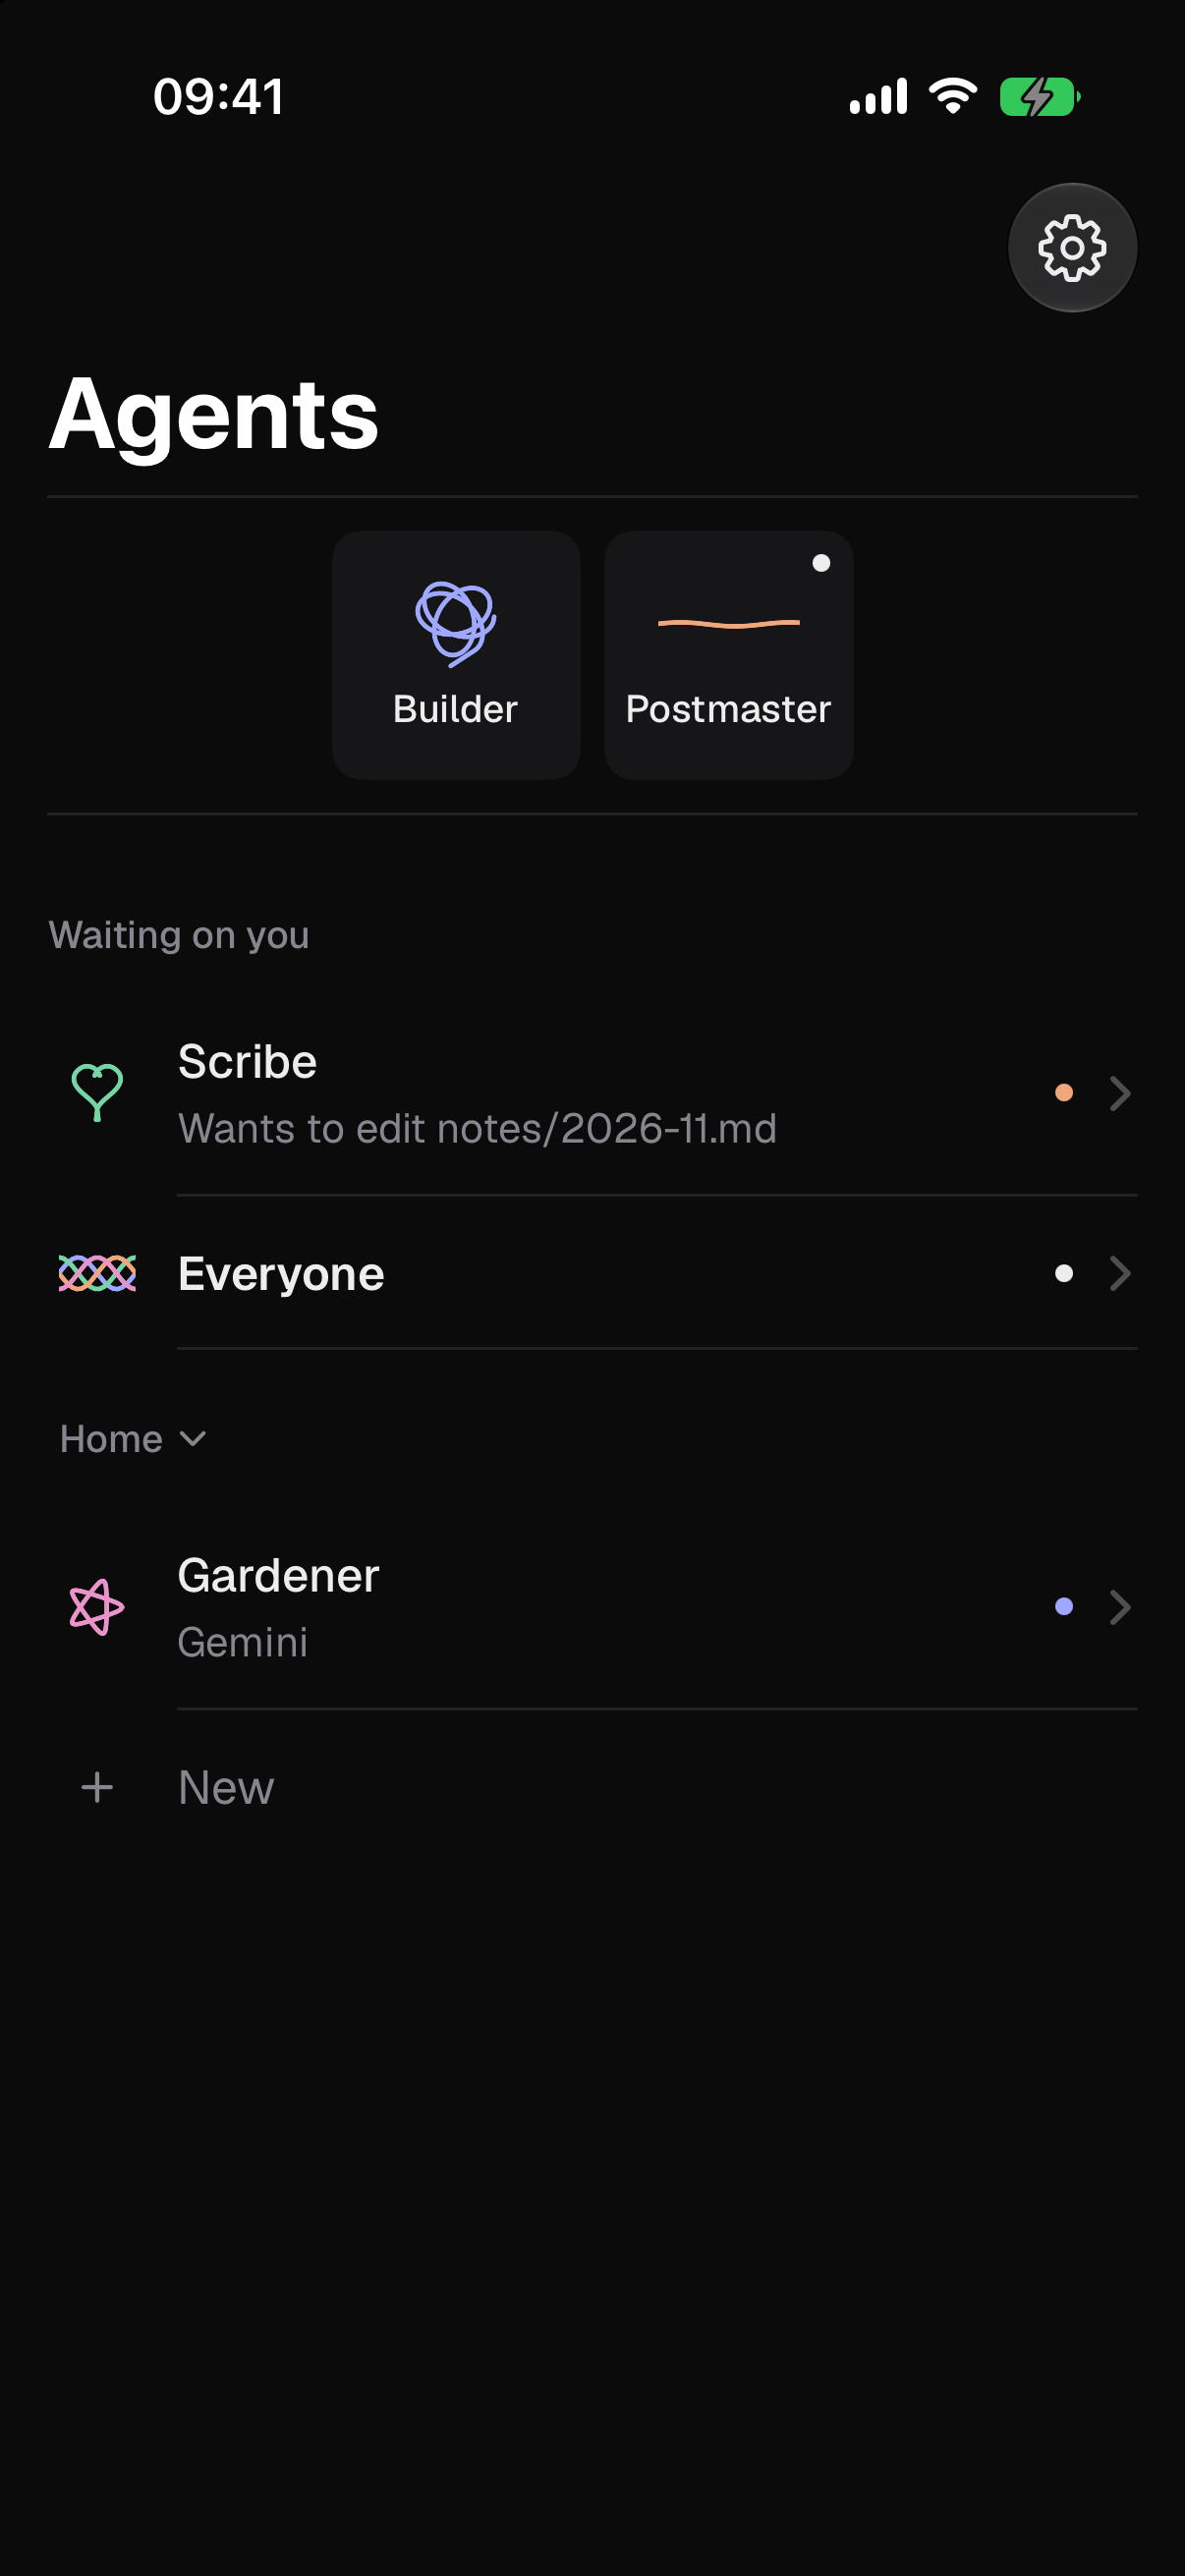 09:41
Agents
Builder
Postmaster
Waiting on you
Scribe
Wants to edit notes/2026-11.md
Everyone
Home
Gardener
Gemini
New